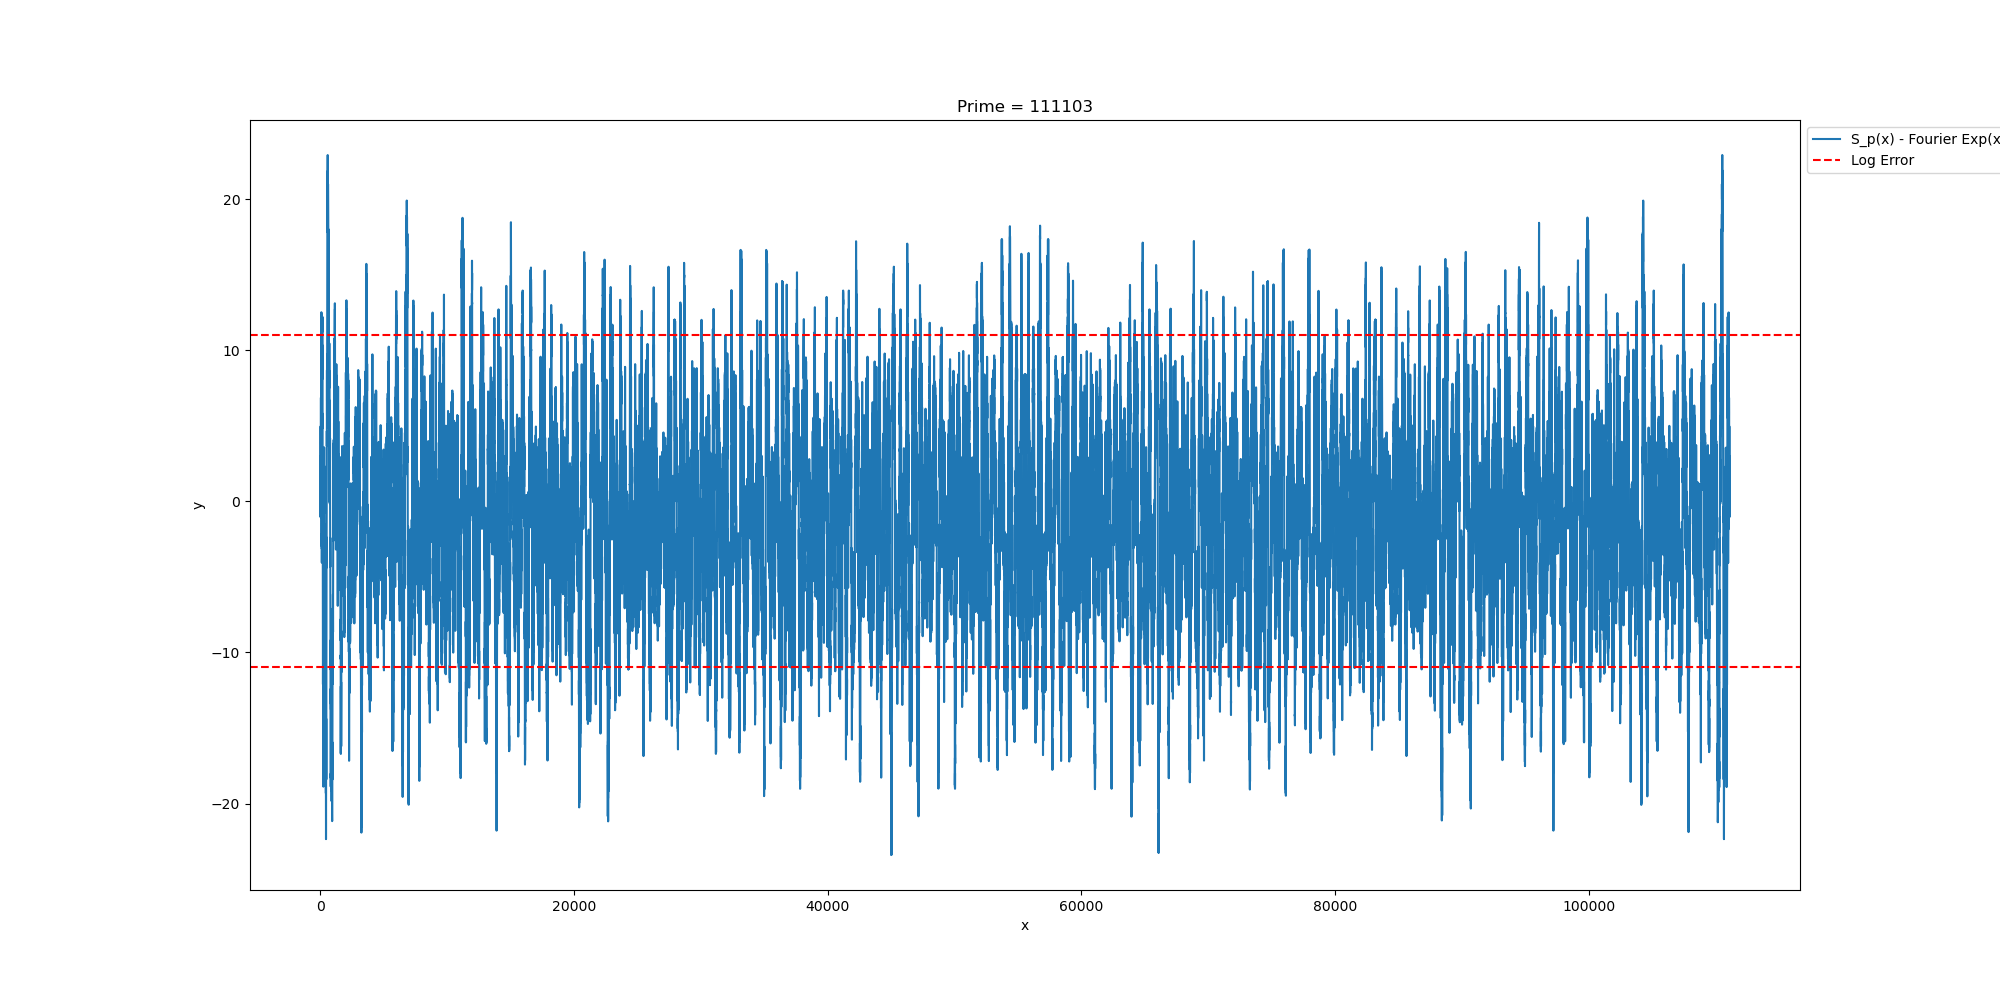 Prime = 111103
S_p(x) - Fourier Exp(x
Log Error
20
10
0
−10
−20
y
0 20000 40000 60000 80000 100000
x